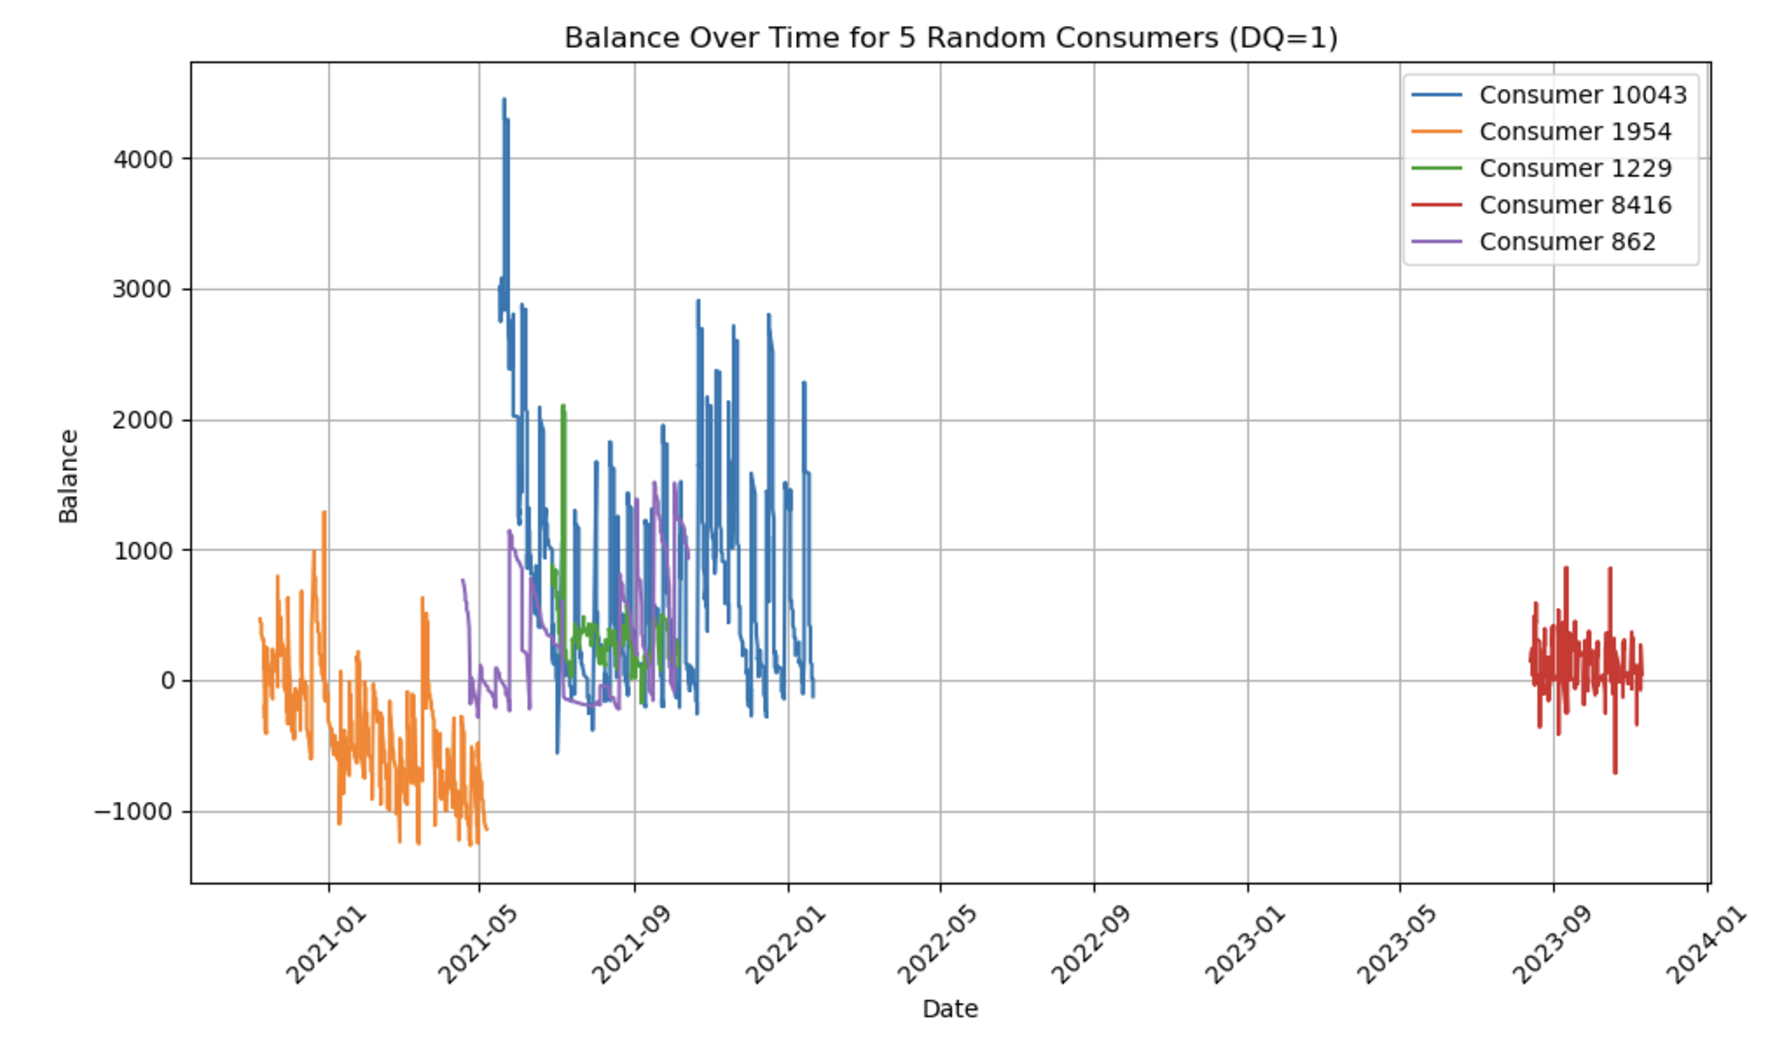 Balance Over Time for 5 Random Consumers (DQ=1)
Consumer 10043
Consumer 1954
Consumer 1229
Consumer 8416
Consumer 862
Balance
4000
3000
2000
1000
0
−1000
2021-01
2021-05
2021-09
2022-01
2022-05
2022-09
2023-01
2023-05
2023-09
2024-01
Date